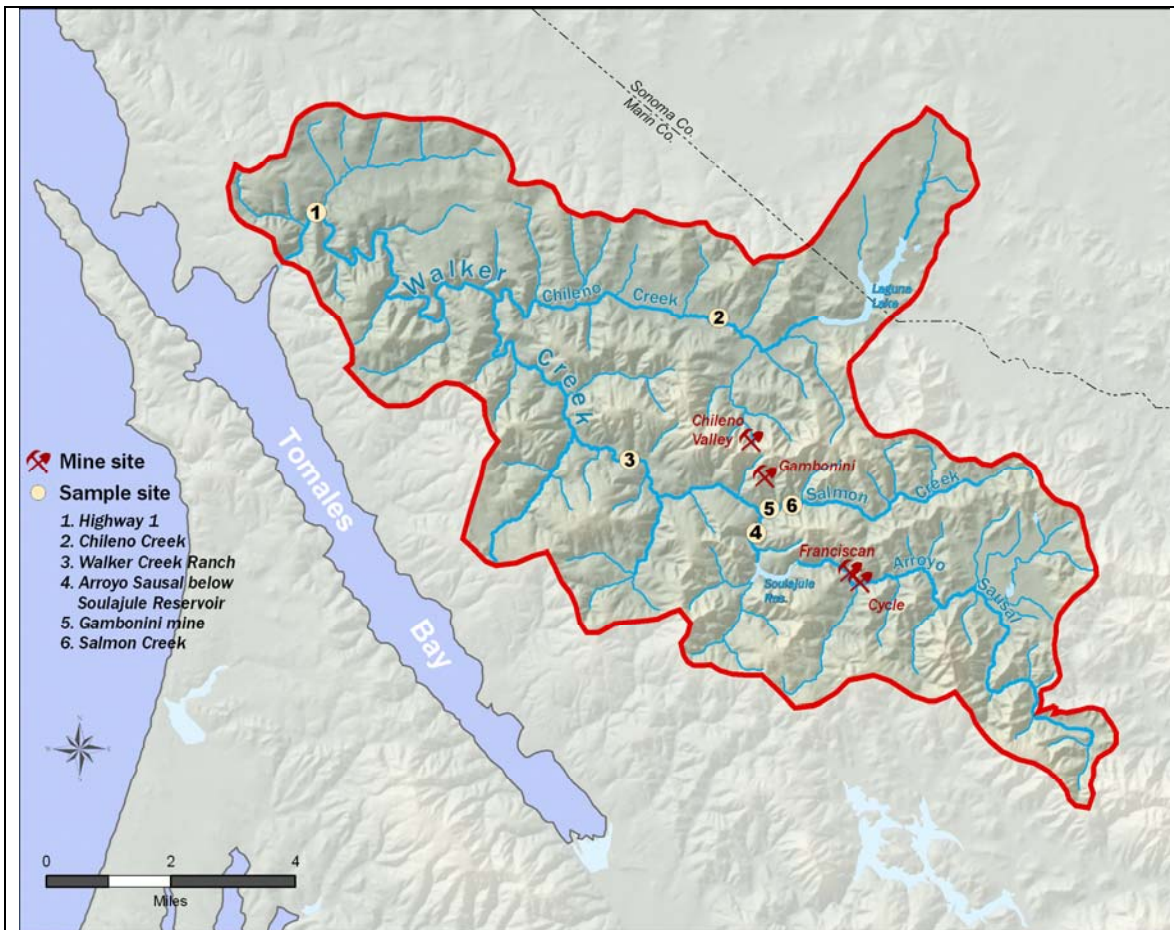 Sonoma Co.
Marin Co.
1
Walker
Creek
Chileno
Creek
2
Laguna
Lake
Chileno
Valley
Gambonini
3
5
6
Salmon
Creek
4
Franciscan
Arroyo
Sausal
Soulajule
Res.
Cycle
Tomales
Bay
Mine site
Sample site
1. Highway 1
2. Chileno Creek
3. Walker Creek Ranch
4. Arroyo Sausal below
Soulajule Reservoir
5. Gambonini mine
6. Salmon Creek
0 2 4
Miles